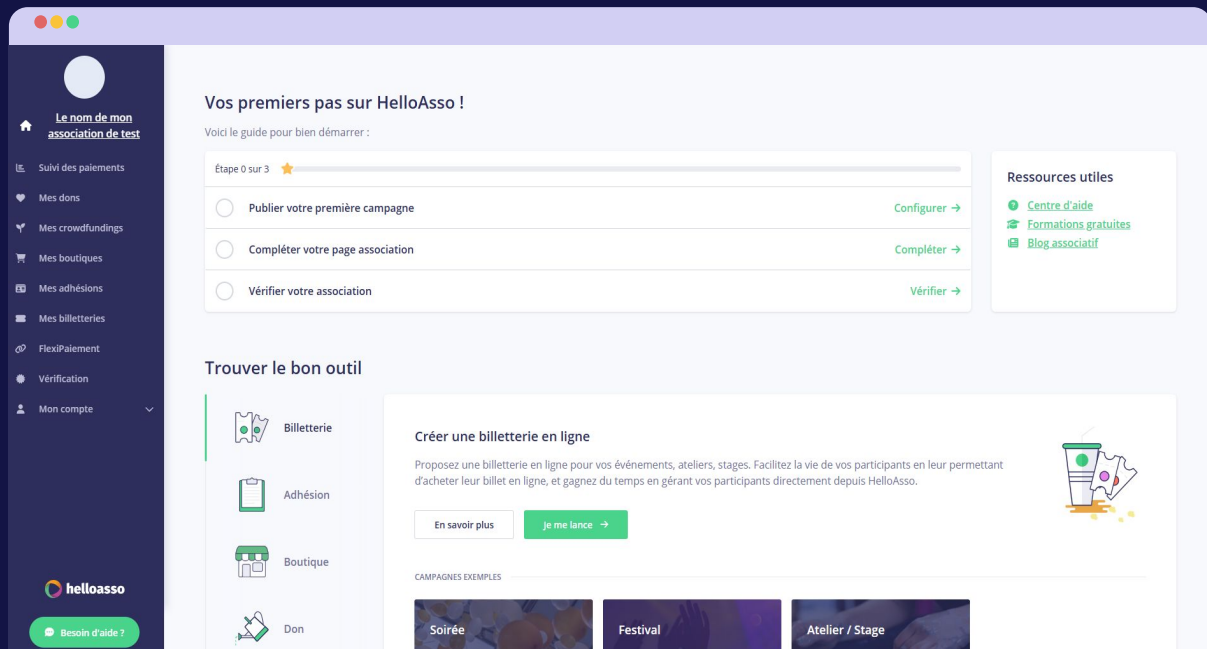 Le nom de mon
association de test
Suivi des paiements
Mes dons
Mes crowdfundings
Mes boutiques
Mes adhésions
Mes billetteries
FlexiPaiement
Vérification
Mon compte
helloasso
Besoin d'aide ?
Vos premiers pas sur HelloAsso !
Voici le guide pour bien démarrer :
Étape 0 sur 3
Publier votre première campagne
Configurer →
Compléter votre page association
Compléter →
Vérifier votre association
Vérifier →
Ressources utiles
Centre d'aide
Formations gratuites
Blog associatif
Trouver le bon outil
Billetterie
Adhésion
Boutique
Don
Créer une billetterie en ligne
Proposez une billetterie en ligne pour vos événements, ateliers, stages. Facilitez la vie de vos participants en leur permettant
d'acheter leur billet en ligne, et gagnez du temps en gérant vos participants directement depuis HelloAsso.
En savoir plus
Je me lance →
CAMPAGNES EXEMPLES
Soirée
Festival
Atelier / Stage